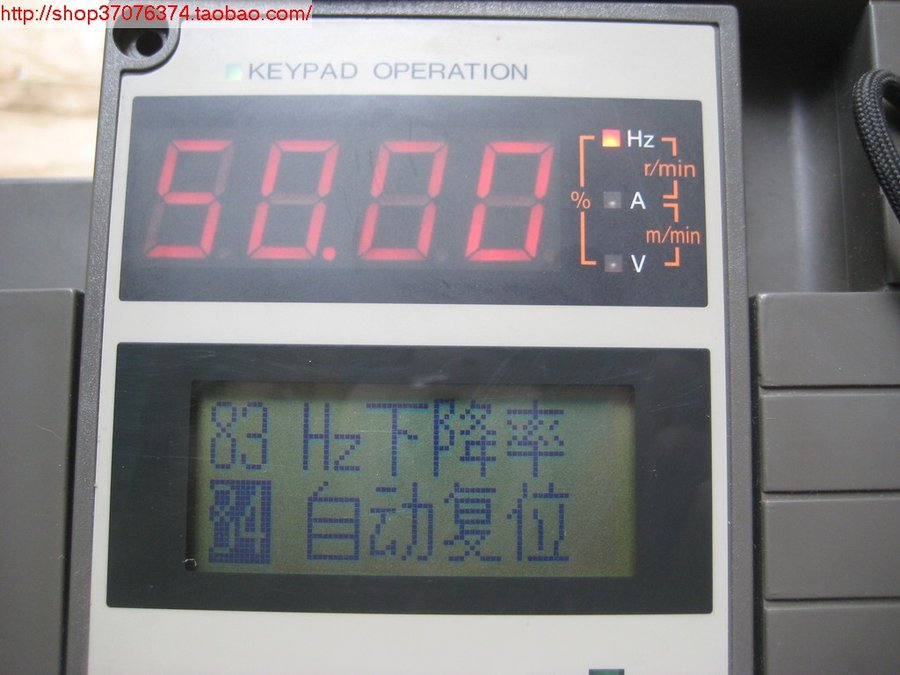 http://shop37076374.taobao.com/
KEYPAD OPERATION
50.00
Hz
r/min
% A
m/min
V
83 Hz下降率
84 自动复位